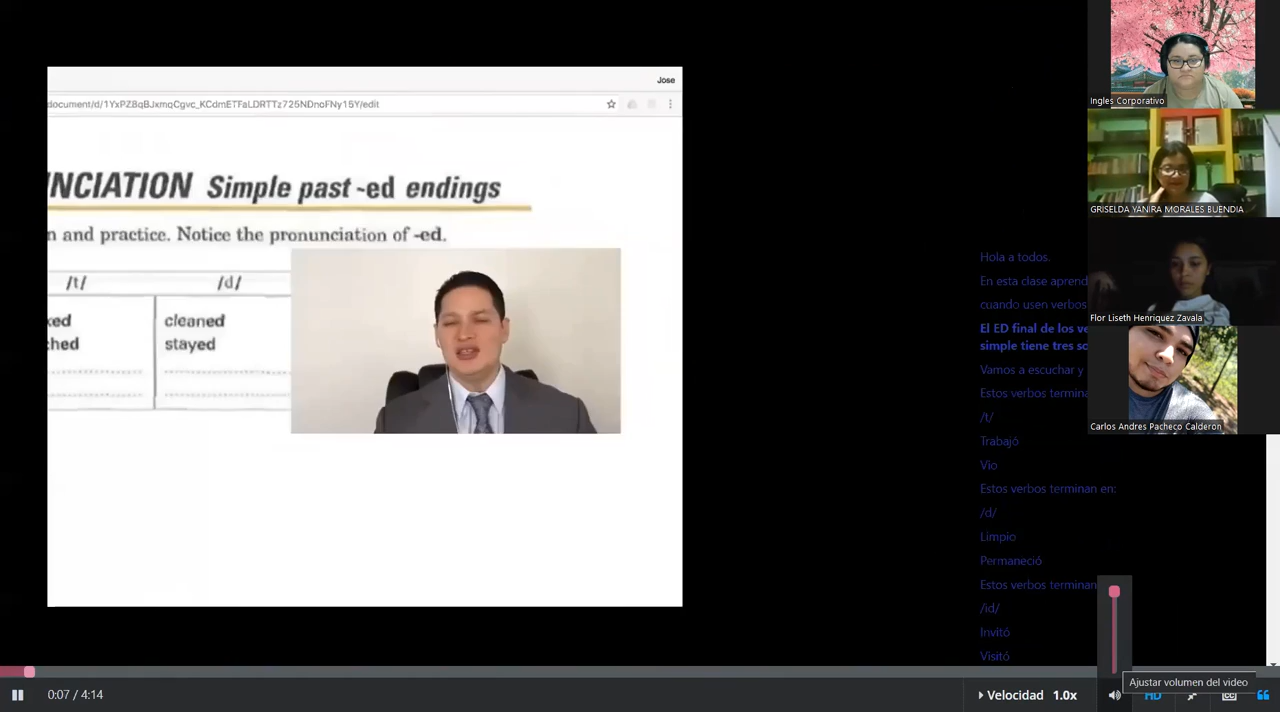 Jose
document/d/1YxPZ8qBJxmqCgvc_KCdmETFaLDRTTz725NDnoFNy15Y/edit
NCIATION Simple past -ed endings
n and practice. Notice the pronunciation of -ed.
/t/ /d/
ked cleaned
hed stayed
Hola a todos.
En esta clase aprend
cuando usen verbos
El ED final de los ve
simple tiene tres so
Vamos a escuchar y
Estos verbos termina
/t/
Trabajó
Vio
Estos verbos terminan en:
/d/
Limpio
Permaneció
Estos verbos terminan
/id/
Invitó
Visitó
Ingles Corporativo
GRISELDA YANIRA MORALES BUENDIA
Flor Liseth Henriquez Zavala
Carlos Andres Pacheco Calderon
Ajustar volumen del video
0:07 / 4:14
Velocidad 1.0x
HD